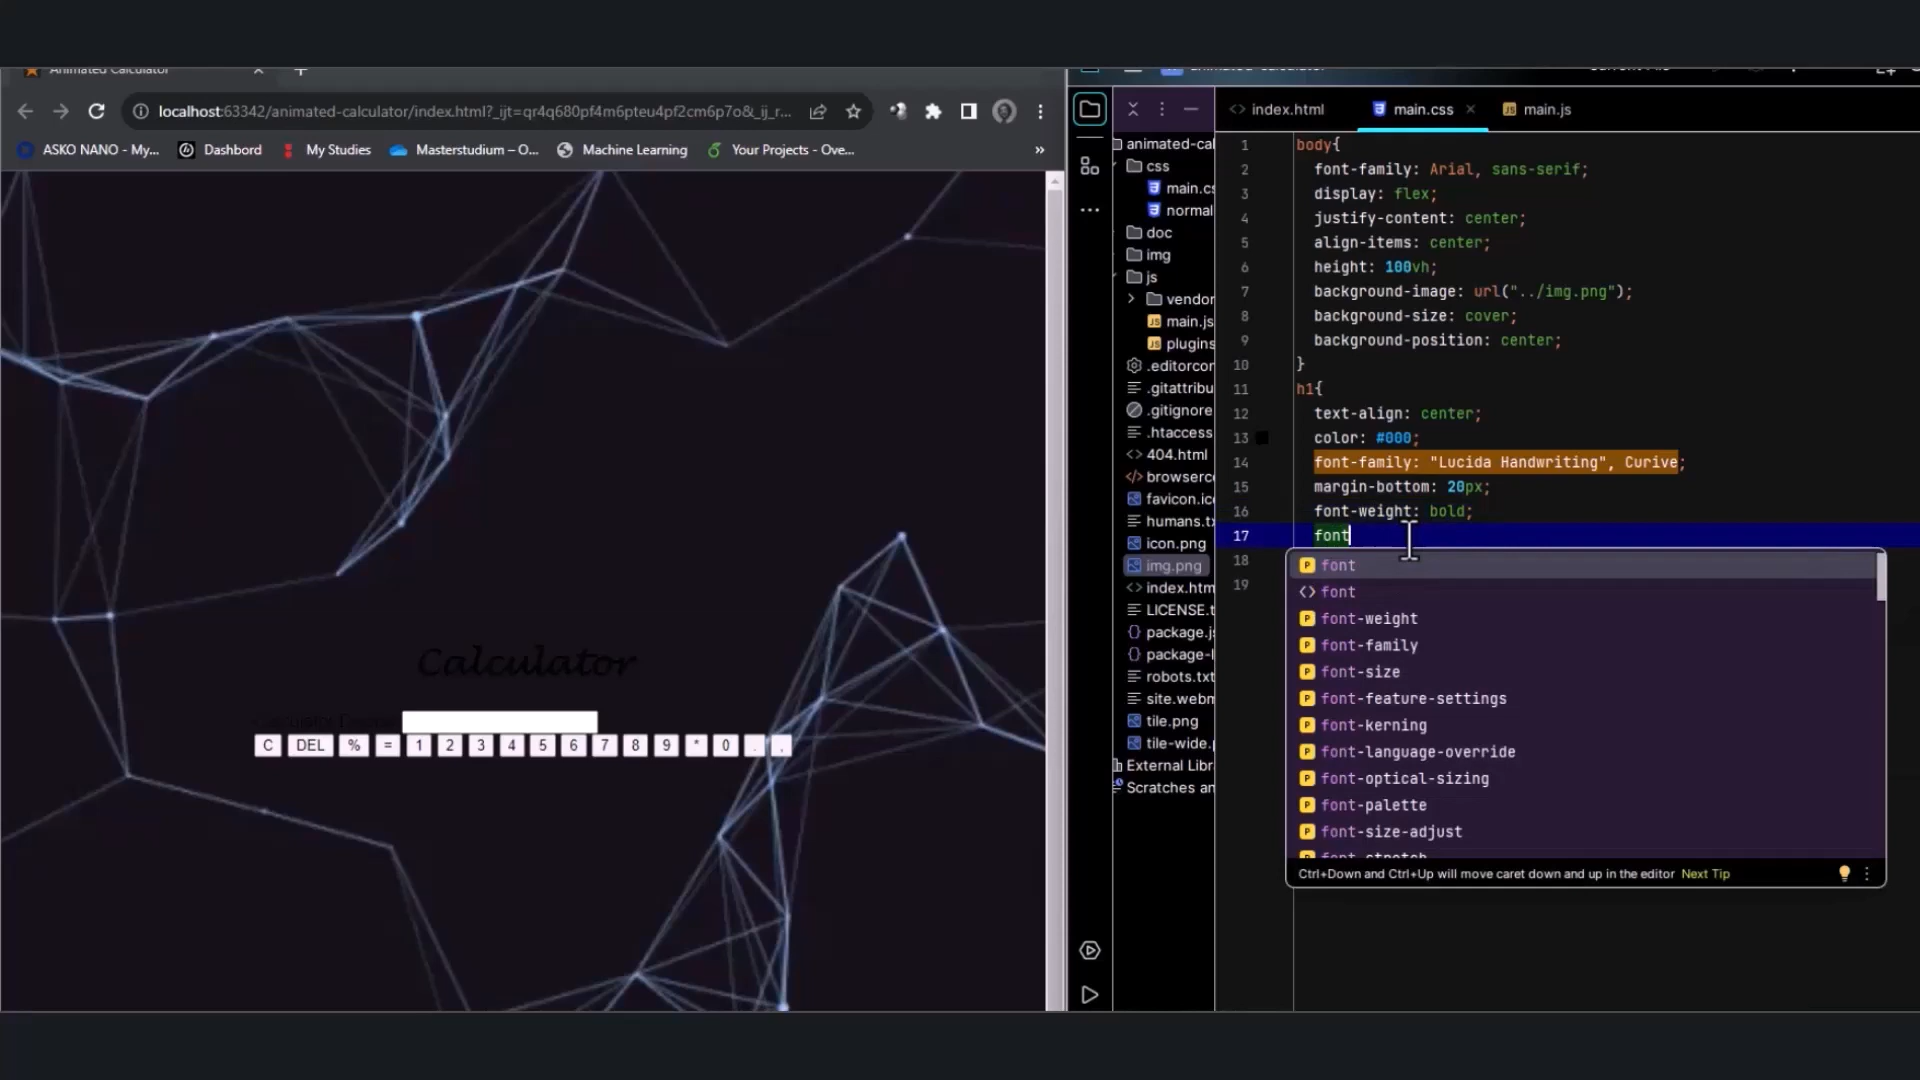 Animated Calculator
localhost:63342/animated-calculator/index.html?_ijt=qr4q680pf4m6pteu4pf2cm6p7o&_ij_r...
ASKO NANO - My... Dashbord My Studies Masterstudium – O... Machine Learning Your Projects - Ove... »
Calculator
C DEL % = 1 2 3 4 5 6 7 8 9 * 0 . ,
animated-cal
css
main.cs
normal
doc
img
js
vendor
main.js
plugins
.editorcor
.gitattribu
.gitignore
.htaccess
404.html
browserc
favicon.ic
humans.tx
icon.png
img.png
index.htm
LICENSE.t
package.j
package-l
robots.txt
site.webm
tile.png
tile-wide.p
External Libr
Scratches an
index.html main.css main.js
1 body{
2 font-family: Arial, sans-serif;
3 display: flex;
4 justify-content: center;
5 align-items: center;
6 height: 100vh;
7 background-image: url("../img.png");
8 background-size: cover;
9 background-position: center;
10 }
11 h1{
12 text-align: center;
13 color: #000;
14 font-family: "Lucida Handwriting", Curive;
15 margin-bottom: 20px;
16 font-weight: bold;
17 font
18
19
font
font
font-weight
font-family
font-size
font-feature-settings
font-kerning
font-language-override
font-optical-sizing
font-palette
font-size-adjust
font-stretch
Ctrl+Down and Ctrl+Up will move caret down and up in the editor Next Tip